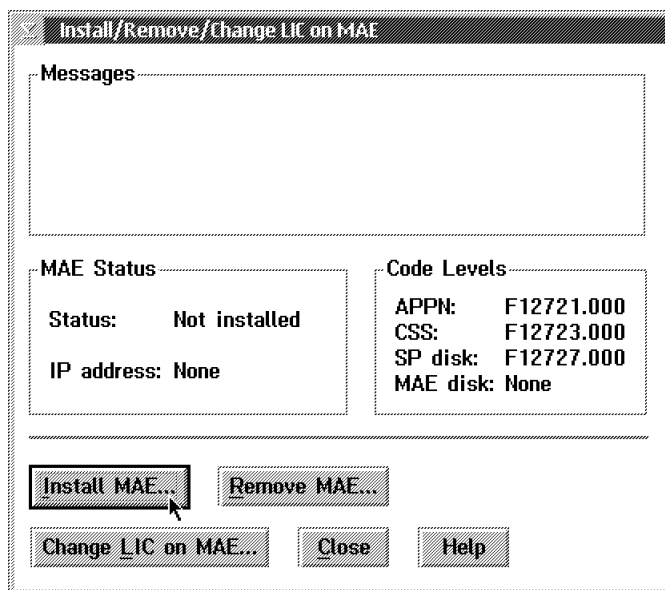 Install/Remove/Change LIC on MAE
Messages
MAE Status
Status: Not installed
IP address: None
Code Levels
APPN: F12721.000
CSS: F12723.000
SP disk: F12727.000
MAE disk: None
Install MAE...
Remove MAE...
Change LIC on MAE...
Close
Help